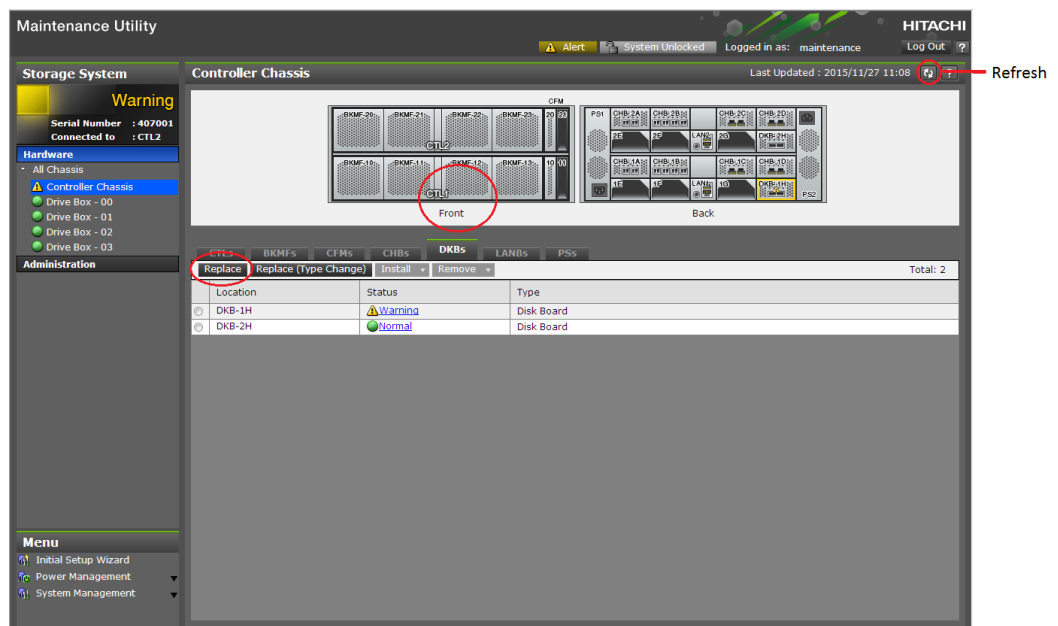 Maintenance Utility
HITACHI
Alert
System Unlocked
Logged in as: maintenance
Log Out
?
Storage System
Warning
Serial Number : 407001
Connected to : CTL2
Hardware
- All Chassis
Controller Chassis
Drive Box - 00
Drive Box - 01
Drive Box - 02
Drive Box - 03
Administration
Menu
Initial Setup Wizard
Power Management
System Management
Controller Chassis
Last Updated : 2015/11/27 11:08
?
Refresh
CFM
BKMF-20 BKMF-21 BKMF-22 BKMF-23 20 20
CTL2
BKMF-10 BKMF-11 BKMF-12 BKMF-13 10 00
CTL1
Front
PS1 CHB-2A CHB-2B CHB-2C CHB-2D
2E 2F LAN2 2G DKB-2H
CHB-1A CHB-1B CHB-1C CHB-1D
1E 1F LAN1 1G DKB-1H PS2
Back
CTLs BKMFs CFMs CHBs DKBs LANBs PSs
Replace Replace (Type Change) Install Remove Total: 2
Location Status Type
DKB-1H Warning Disk Board
DKB-2H Normal Disk Board